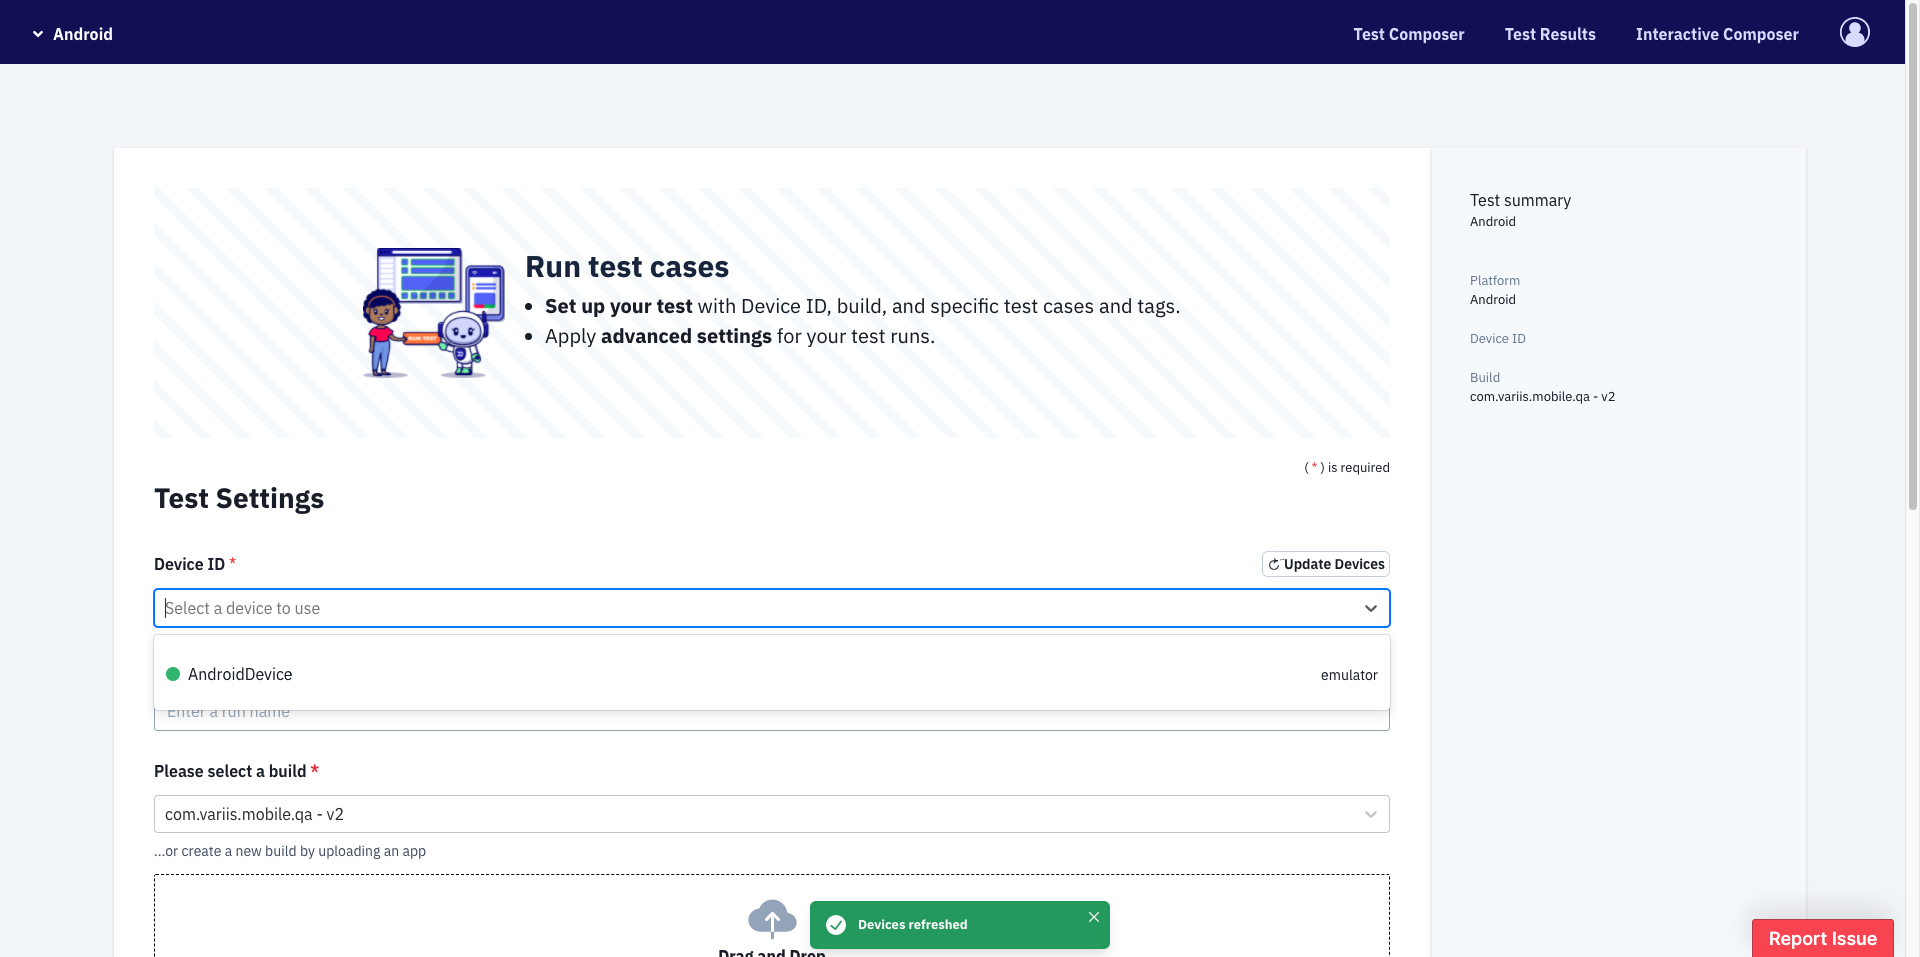 Android
Test Composer
Test Results
Interactive Composer
Run test cases
Set up your test with Device ID, build, and specific test cases and tags.
Apply advanced settings for your test runs.
RUN TEST
( * ) is required
Test Settings
Device ID *
Update Devices
Select a device to use
AndroidDevice
emulator
Enter a run name
Please select a build *
com.variis.mobile.qa - v2
...or create a new build by uploading an app
Drag and Drop
Devices refreshed
Test summary
Android
Platform
Android
Device ID
Build
com.variis.mobile.qa - v2
Report Issue